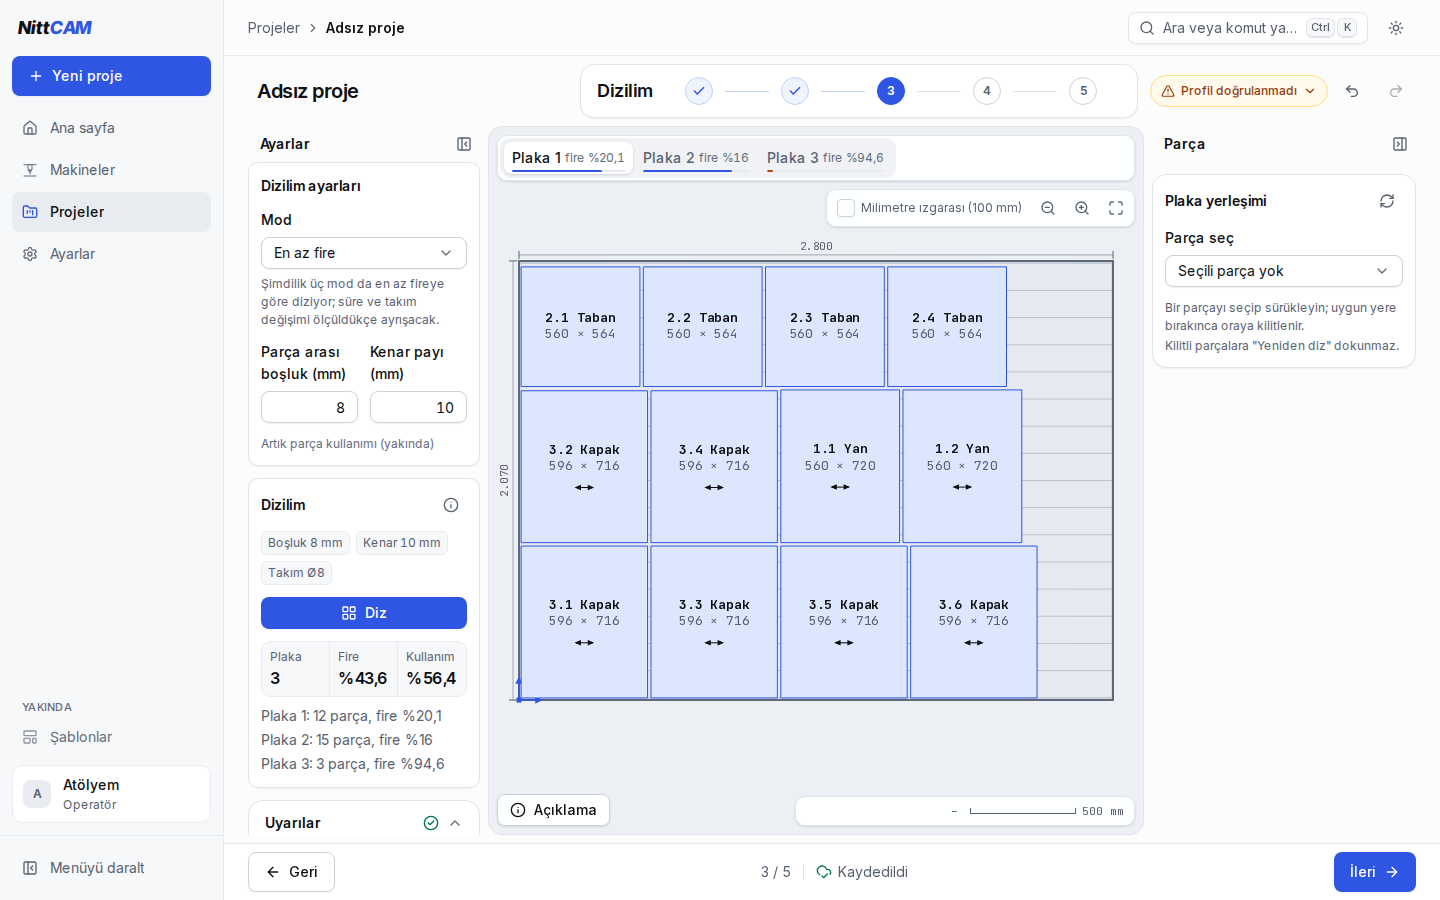 NittCAM
Yeni proje
Ana sayfa
Makineler
Projeler
Ayarlar
YAKINDA
Şablonlar
A
Atölyem
Operatör
Menüyü daralt
Projeler
Adsız proje
Ara veya komut ya...
Ctrl
K
Adsız proje
Dizilim
3
4
5
Profil doğrulanmadı
Ayarlar
Dizilim ayarları
Mod
En az fire
Şimdilik üç mod da en az fireye
göre diziyor; süre ve takım
değişimi ölçüldükçe ayrışacak.
Parça arası
boşluk (mm)
Kenar payı
(mm)
8
10
Artık parça kullanımı (yakında)
Dizilim
Boşluk 8 mm
Kenar 10 mm
Takım Ø8
Diz
Plaka
3
Fire
%43,6
Kullanım
%56,4
Plaka 1: 12 parça, fire %20,1
Plaka 2: 15 parça, fire %16
Plaka 3: 3 parça, fire %94,6
Uyarılar
Plaka 1 fire %20,1
Plaka 2 fire %16
Plaka 3 fire %94,6
Milimetre ızgarası (100 mm)
2.800
2.070
2.1 Taban
560 × 564
2.2 Taban
560 × 564
2.3 Taban
560 × 564
2.4 Taban
560 × 564
3.2 Kapak
596 × 716
3.4 Kapak
596 × 716
1.1 Yan
560 × 720
1.2 Yan
560 × 720
3.1 Kapak
596 × 716
3.3 Kapak
596 × 716
3.5 Kapak
596 × 716
3.6 Kapak
596 × 716
Açıklama
–
500 mm
Parça
Plaka yerleşimi
Parça seç
Seçili parça yok
Bir parçayı seçip sürükleyin; uygun yere
bırakınca oraya kilitlenir.
Kilitli parçalara "Yeniden diz" dokunmaz.
Geri
3 / 5
Kaydedildi
İleri